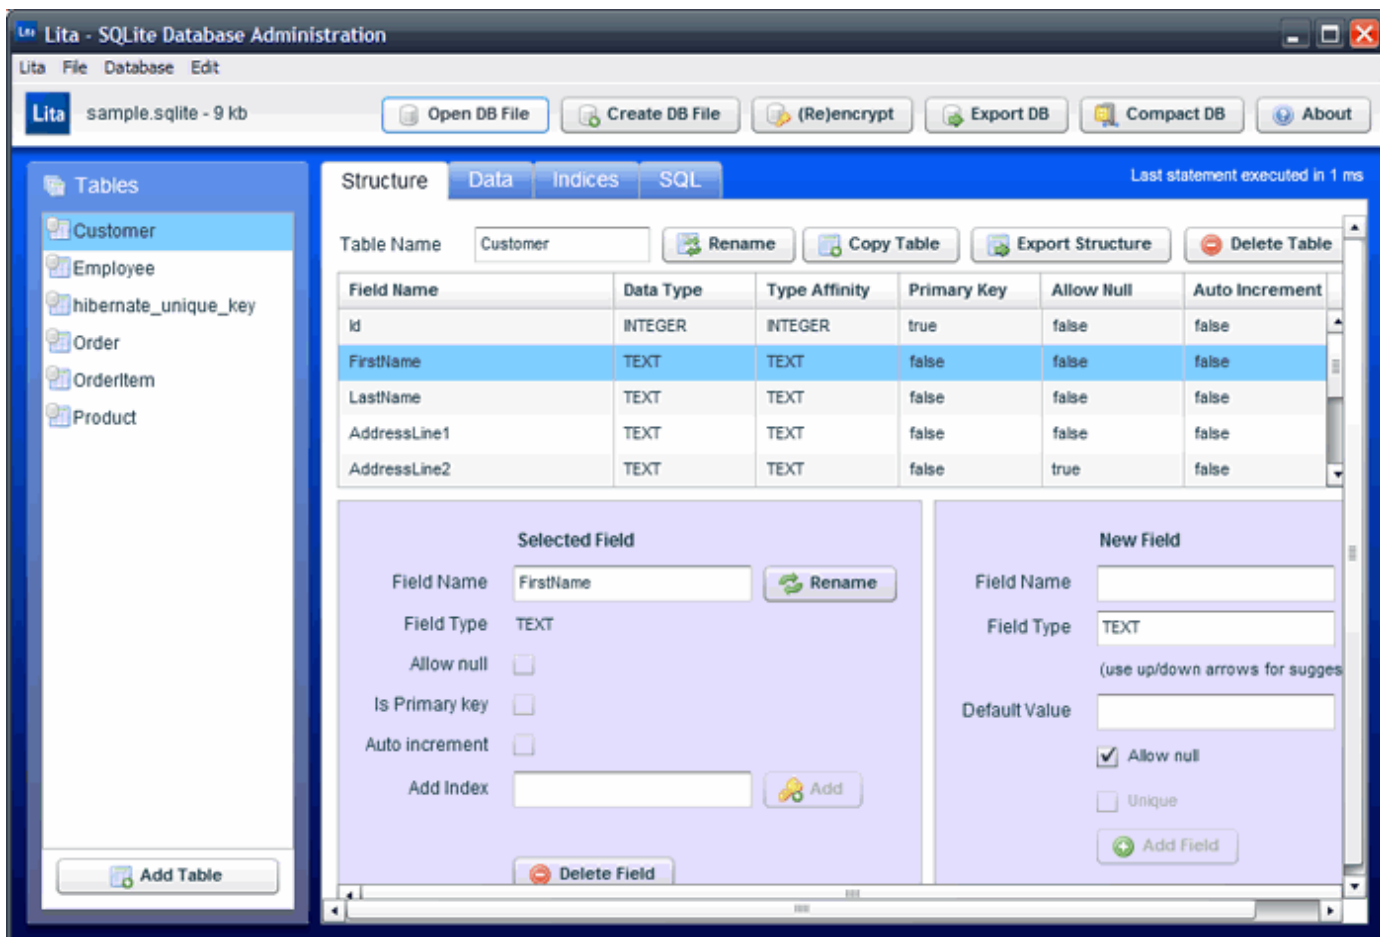 Lita Lita - SQLite Database Administration
Lita File Database Edit
Lita sample.sqlite - 9 kb Open DB File Create DB File (Re)encrypt Export DB Compact DB About
Tables
Customer
Employee
hibernate_unique_key
Order
OrderItem
Product
Add Table
Structure Data Indices SQL Last statement executed in 1 ms
Table Name Customer Rename Copy Table Export Structure Delete Table
Field Name Data Type Type Affinity Primary Key Allow Null Auto Increment
Id INTEGER INTEGER true false false
FirstName TEXT TEXT false false false
LastName TEXT TEXT false false false
AddressLine1 TEXT TEXT false false false
AddressLine2 TEXT TEXT false true false
Selected Field
Field Name FirstName Rename
Field Type TEXT
Allow null
Is Primary key
Auto increment
Add Index Add
Delete Field
New Field
Field Name
Field Type TEXT
(use up/down arrows for sugges
Default Value
Allow null
Unique
Add Field